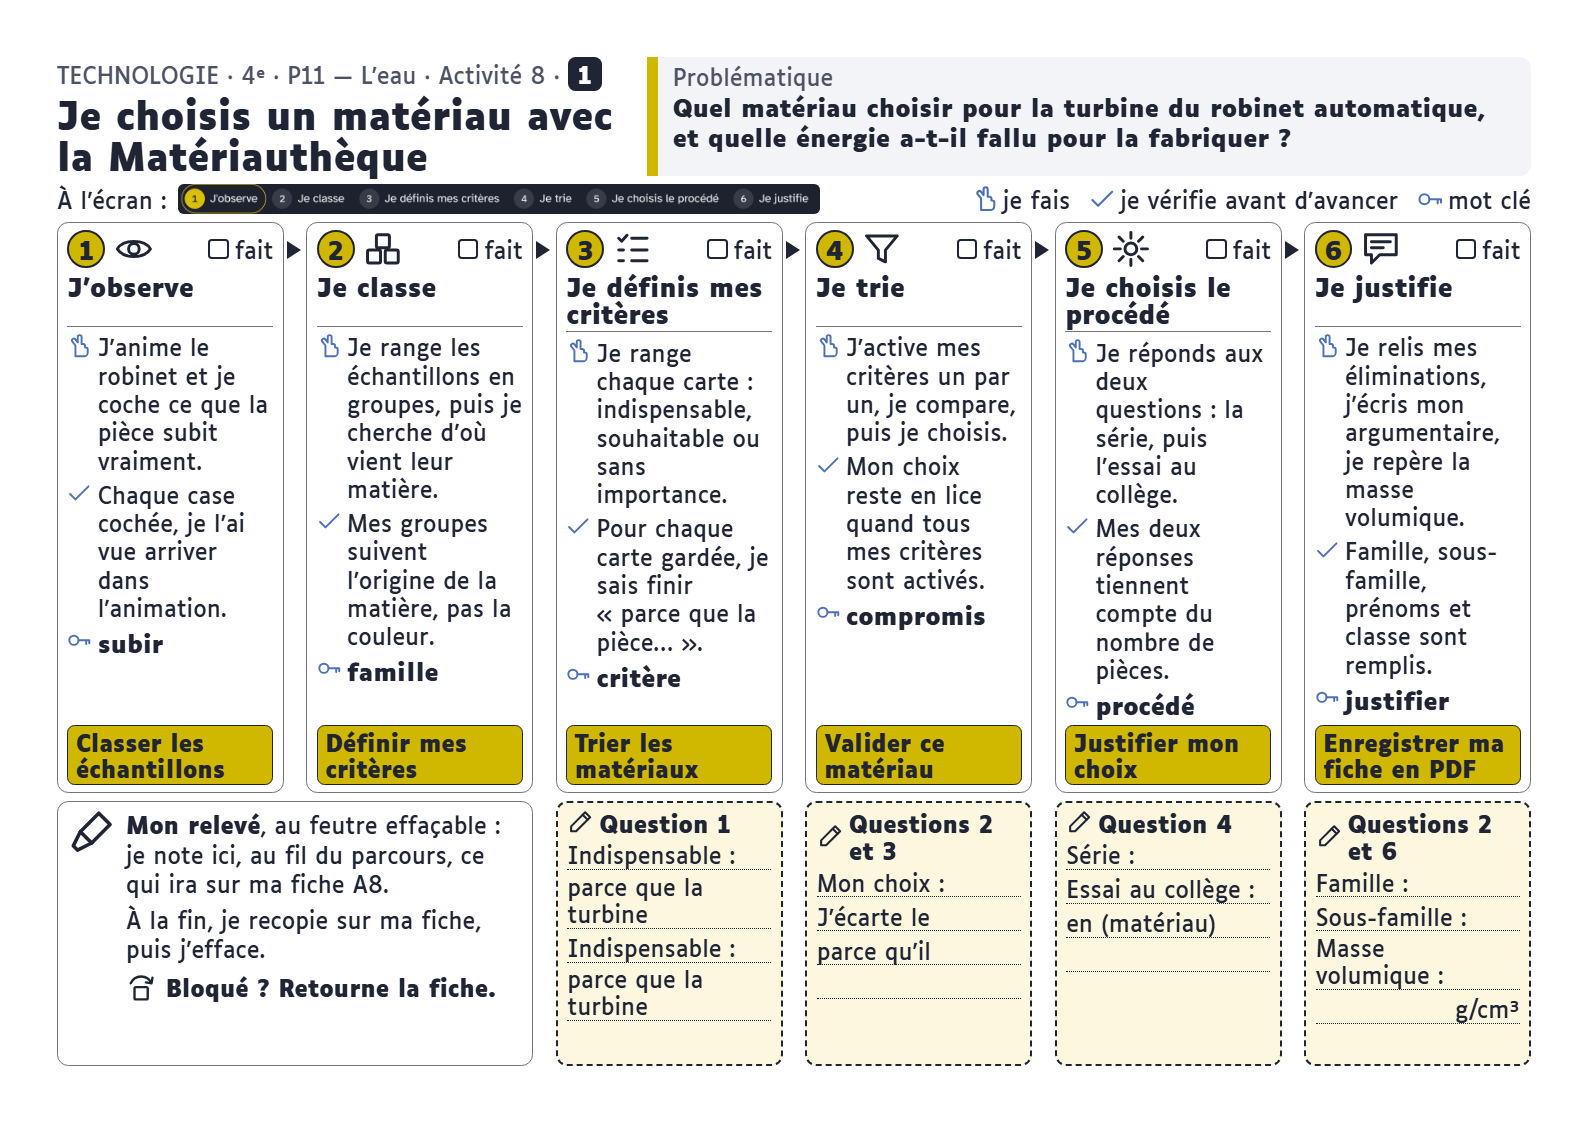 TECHNOLOGIE · 4e · P11 — L'eau · Activité 8 · 1
Je choisis un matériau avec
la Matériauthèque
Problématique
Quel matériau choisir pour la turbine du robinet automatique,
et quelle énergie a-t-il fallu pour la fabriquer ?
À l'écran : 1 J'observe 2 Je classe 3 Je définis mes critères 4 Je trie 5 Je choisis le procédé 6 Je justifie
je fais je vérifie avant d'avancer mot clé
1 fait
J'observe
J'anime le
robinet et je
coche ce que la
pièce subit
vraiment.
Chaque case
cochée, je l'ai
vue arriver
dans
l'animation.
subir
Classer les
échantillons
2 fait
Je classe
Je range les
échantillons en
groupes, puis je
cherche d'où
vient leur
matière.
Mes groupes
suivent
l'origine de la
matière, pas la
couleur.
famille
Définir mes
critères
3 fait
Je définis mes
critères
Je range
chaque carte :
indispensable,
souhaitable ou
sans
importance.
Pour chaque
carte gardée, je
sais finir
« parce que la
pièce... ».
critère
Trier les
matériaux
4 fait
Je trie
J'active mes
critères un par
un, je compare,
puis je choisis.
Mon choix
reste en lice
quand tous
mes critères
sont activés.
compromis
Valider ce
matériau
5 fait
Je choisis le
procédé
Je réponds aux
deux
questions : la
série, puis
l'essai au
collège.
Mes deux
réponses
tiennent
compte du
nombre de
pièces.
procédé
Justifier mon
choix
6 fait
Je justifie
Je relis mes
éliminations,
j'écris mon
argumentaire,
je repère la
masse
volumique.
Famille, sous-
famille,
prénoms et
classe sont
remplis.
justifier
Enregistrer ma
fiche en PDF
Mon relevé, au feutre effaçable :
je note ici, au fil du parcours, ce
qui ira sur ma fiche A8.
À la fin, je recopie sur ma fiche,
puis j'efface.
Bloqué ? Retourne la fiche.
Question 1
Indispensable :
parce que la
turbine
Indispensable :
parce que la
turbine
Questions 2
et 3
Mon choix :
J'écarte le
parce qu'il
Question 4
Série :
Essai au collège :
en (matériau)
Questions 2
et 6
Famille :
Sous-famille :
Masse
volumique :
g/cm³